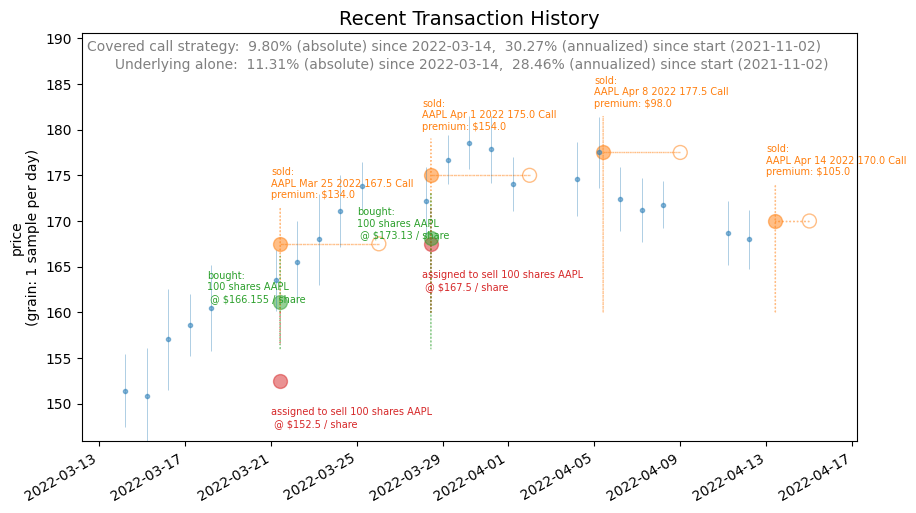 Recent Transaction History
Covered call strategy:  9.80% (absolute) since 2022-03-14,  30.27% (annualized) since start (2021-11-02)
Underlying alone:  11.31% (absolute) since 2022-03-14,  28.46% (annualized) since start (2021-11-02)
price
(grain: 1 sample per day)
190
185
180
175
170
165
160
155
150
sold:
AAPL Mar 25 2022 167.5 Call
premium: $134.0
sold:
AAPL Apr 1 2022 175.0 Call
premium: $154.0
sold:
AAPL Apr 8 2022 177.5 Call
premium: $98.0
sold:
AAPL Apr 14 2022 170.0 Call
premium: $105.0
bought:
100 shares AAPL
@ $166.155 / share
bought:
100 shares AAPL
@ $173.13 / share
assigned to sell 100 shares AAPL
@ $152.5 / share
assigned to sell 100 shares AAPL
@ $167.5 / share
2022-03-13
2022-03-17
2022-03-21
2022-03-25
2022-03-29
2022-04-01
2022-04-05
2022-04-09
2022-04-13
2022-04-17